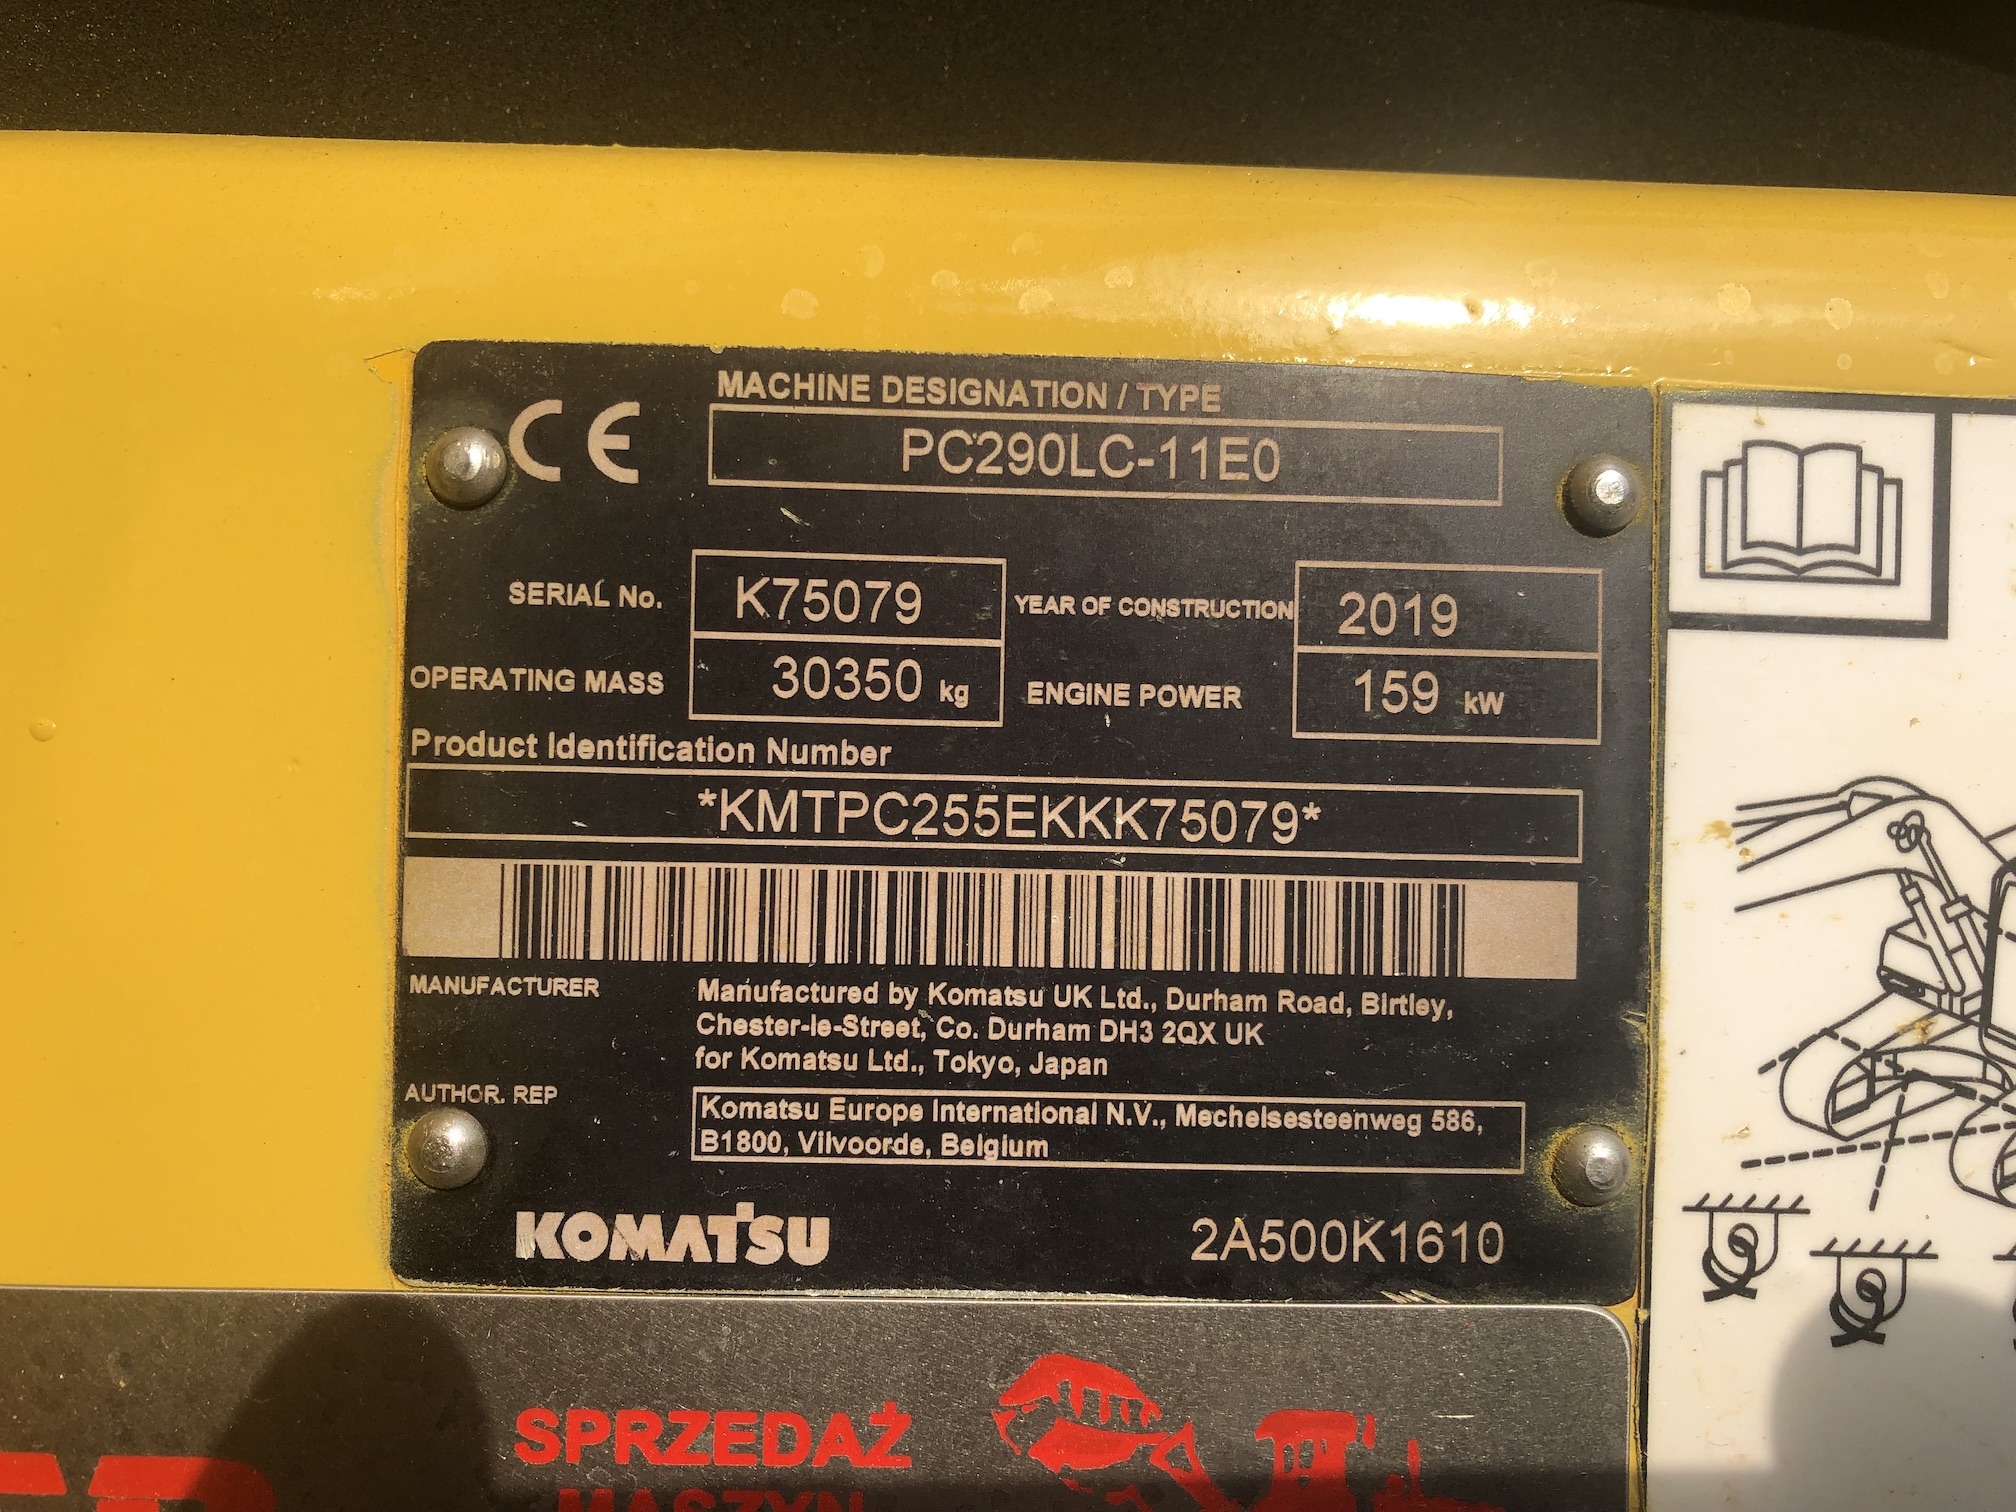 CE
MACHINE DESIGNATION / TYPE
PC290LC-11E0
SERIAL No. K75079 YEAR OF CONSTRUCTION 2019
OPERATING MASS 30350 kg ENGINE POWER 159 kW
Product Identification Number
*KMTPC255EKKK75079*
MANUFACTURER Manufactured by Komatsu UK Ltd., Durham Road, Birtley,
Chester-le-Street, Co. Durham DH3 2QX UK
for Komatsu Ltd., Tokyo, Japan
AUTHOR. REP Komatsu Europe International N.V., Mechelsesteenweg 586,
B1800, Vilvoorde, Belgium
KOMATSU 2A500K1610
SPRZEDAŻ
MASZYN